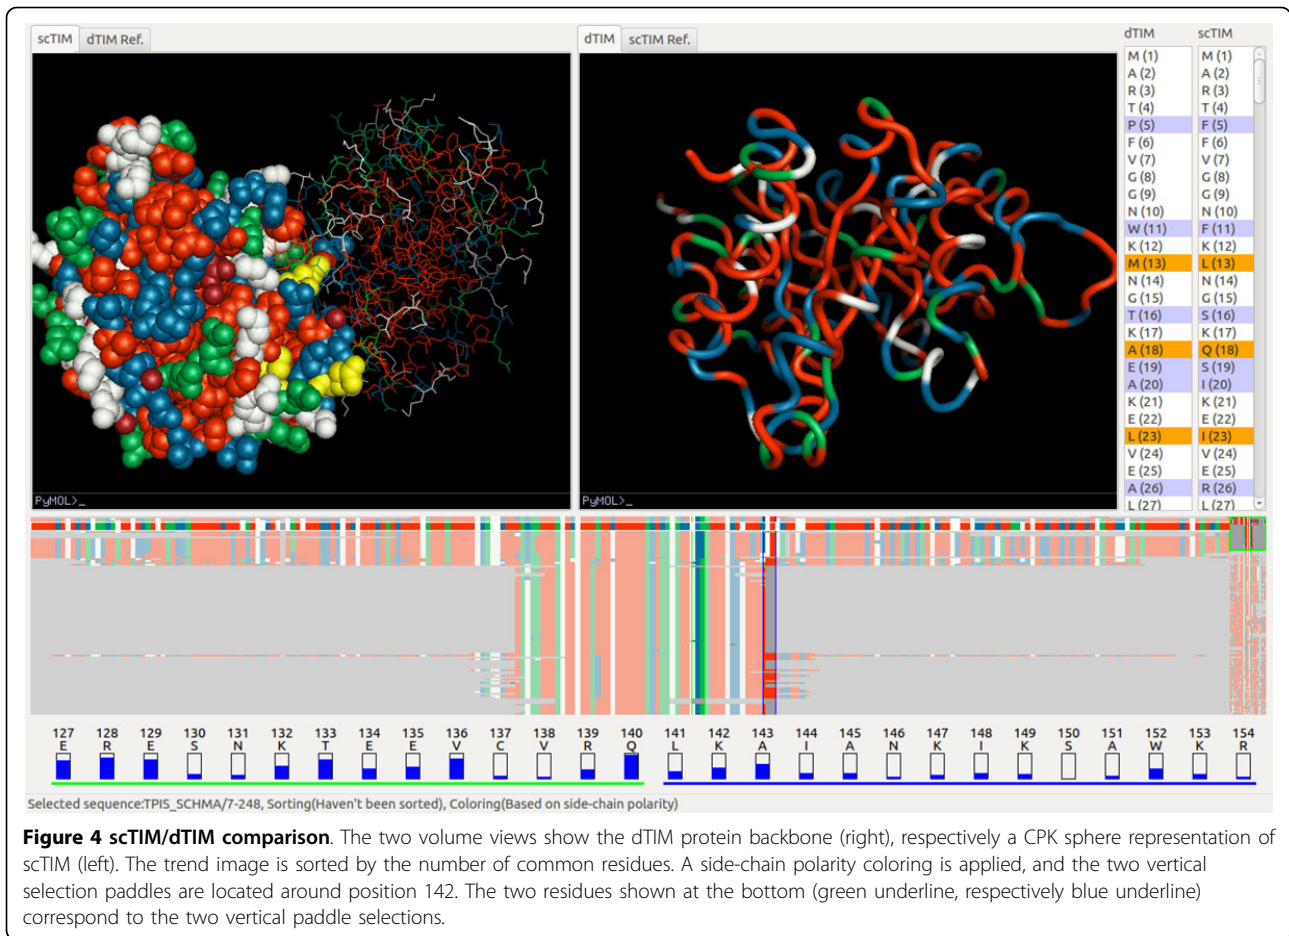 scTIM dTIM Ref.
dTIM scTIM Ref.
dTIM scTIM
M (1) M (1)
A (2) A (2)
R (3) R (3)
T (4) T (4)
P (5) F (5)
F (6) F (6)
V (7) V (7)
G (8) G (8)
G (9) G (9)
N (10) N (10)
W (11) F (11)
K (12) K (12)
M (13) L (13)
N (14) N (14)
G (15) G (15)
T (16) S (16)
K (17) K (17)
A (18) Q (18)
E (19) S (19)
A (20) I (20)
K (21) K (21)
E (22) E (22)
L (23) I (23)
V (24) V (24)
E (25) E (25)
A (26) R (26)
L (27) L (27)
PyMOL>_ PyMOL>_
127 128 129 130 131 132 133 134 135 136 137 138 139 140 141 142 143 144 145 146 147 148 149 150 151 152 153 154
E R E S N K T E E V C V R Q L K A I A N K I K S A W K R
Selected sequence:TPIS_SCHMA/7-248, Sorting(Haven't been sorted), Coloring(Based on side-chain polarity)
Figure 4 scTIM/dTIM comparison. The two volume views show the dTIM protein backbone (right), respectively a CPK sphere representation of
scTIM (left). The trend image is sorted by the number of common residues. A side-chain polarity coloring is applied, and the two vertical
selection paddles are located around position 142. The two residues shown at the bottom (green underline, respectively blue underline)
correspond to the two vertical paddle selections.